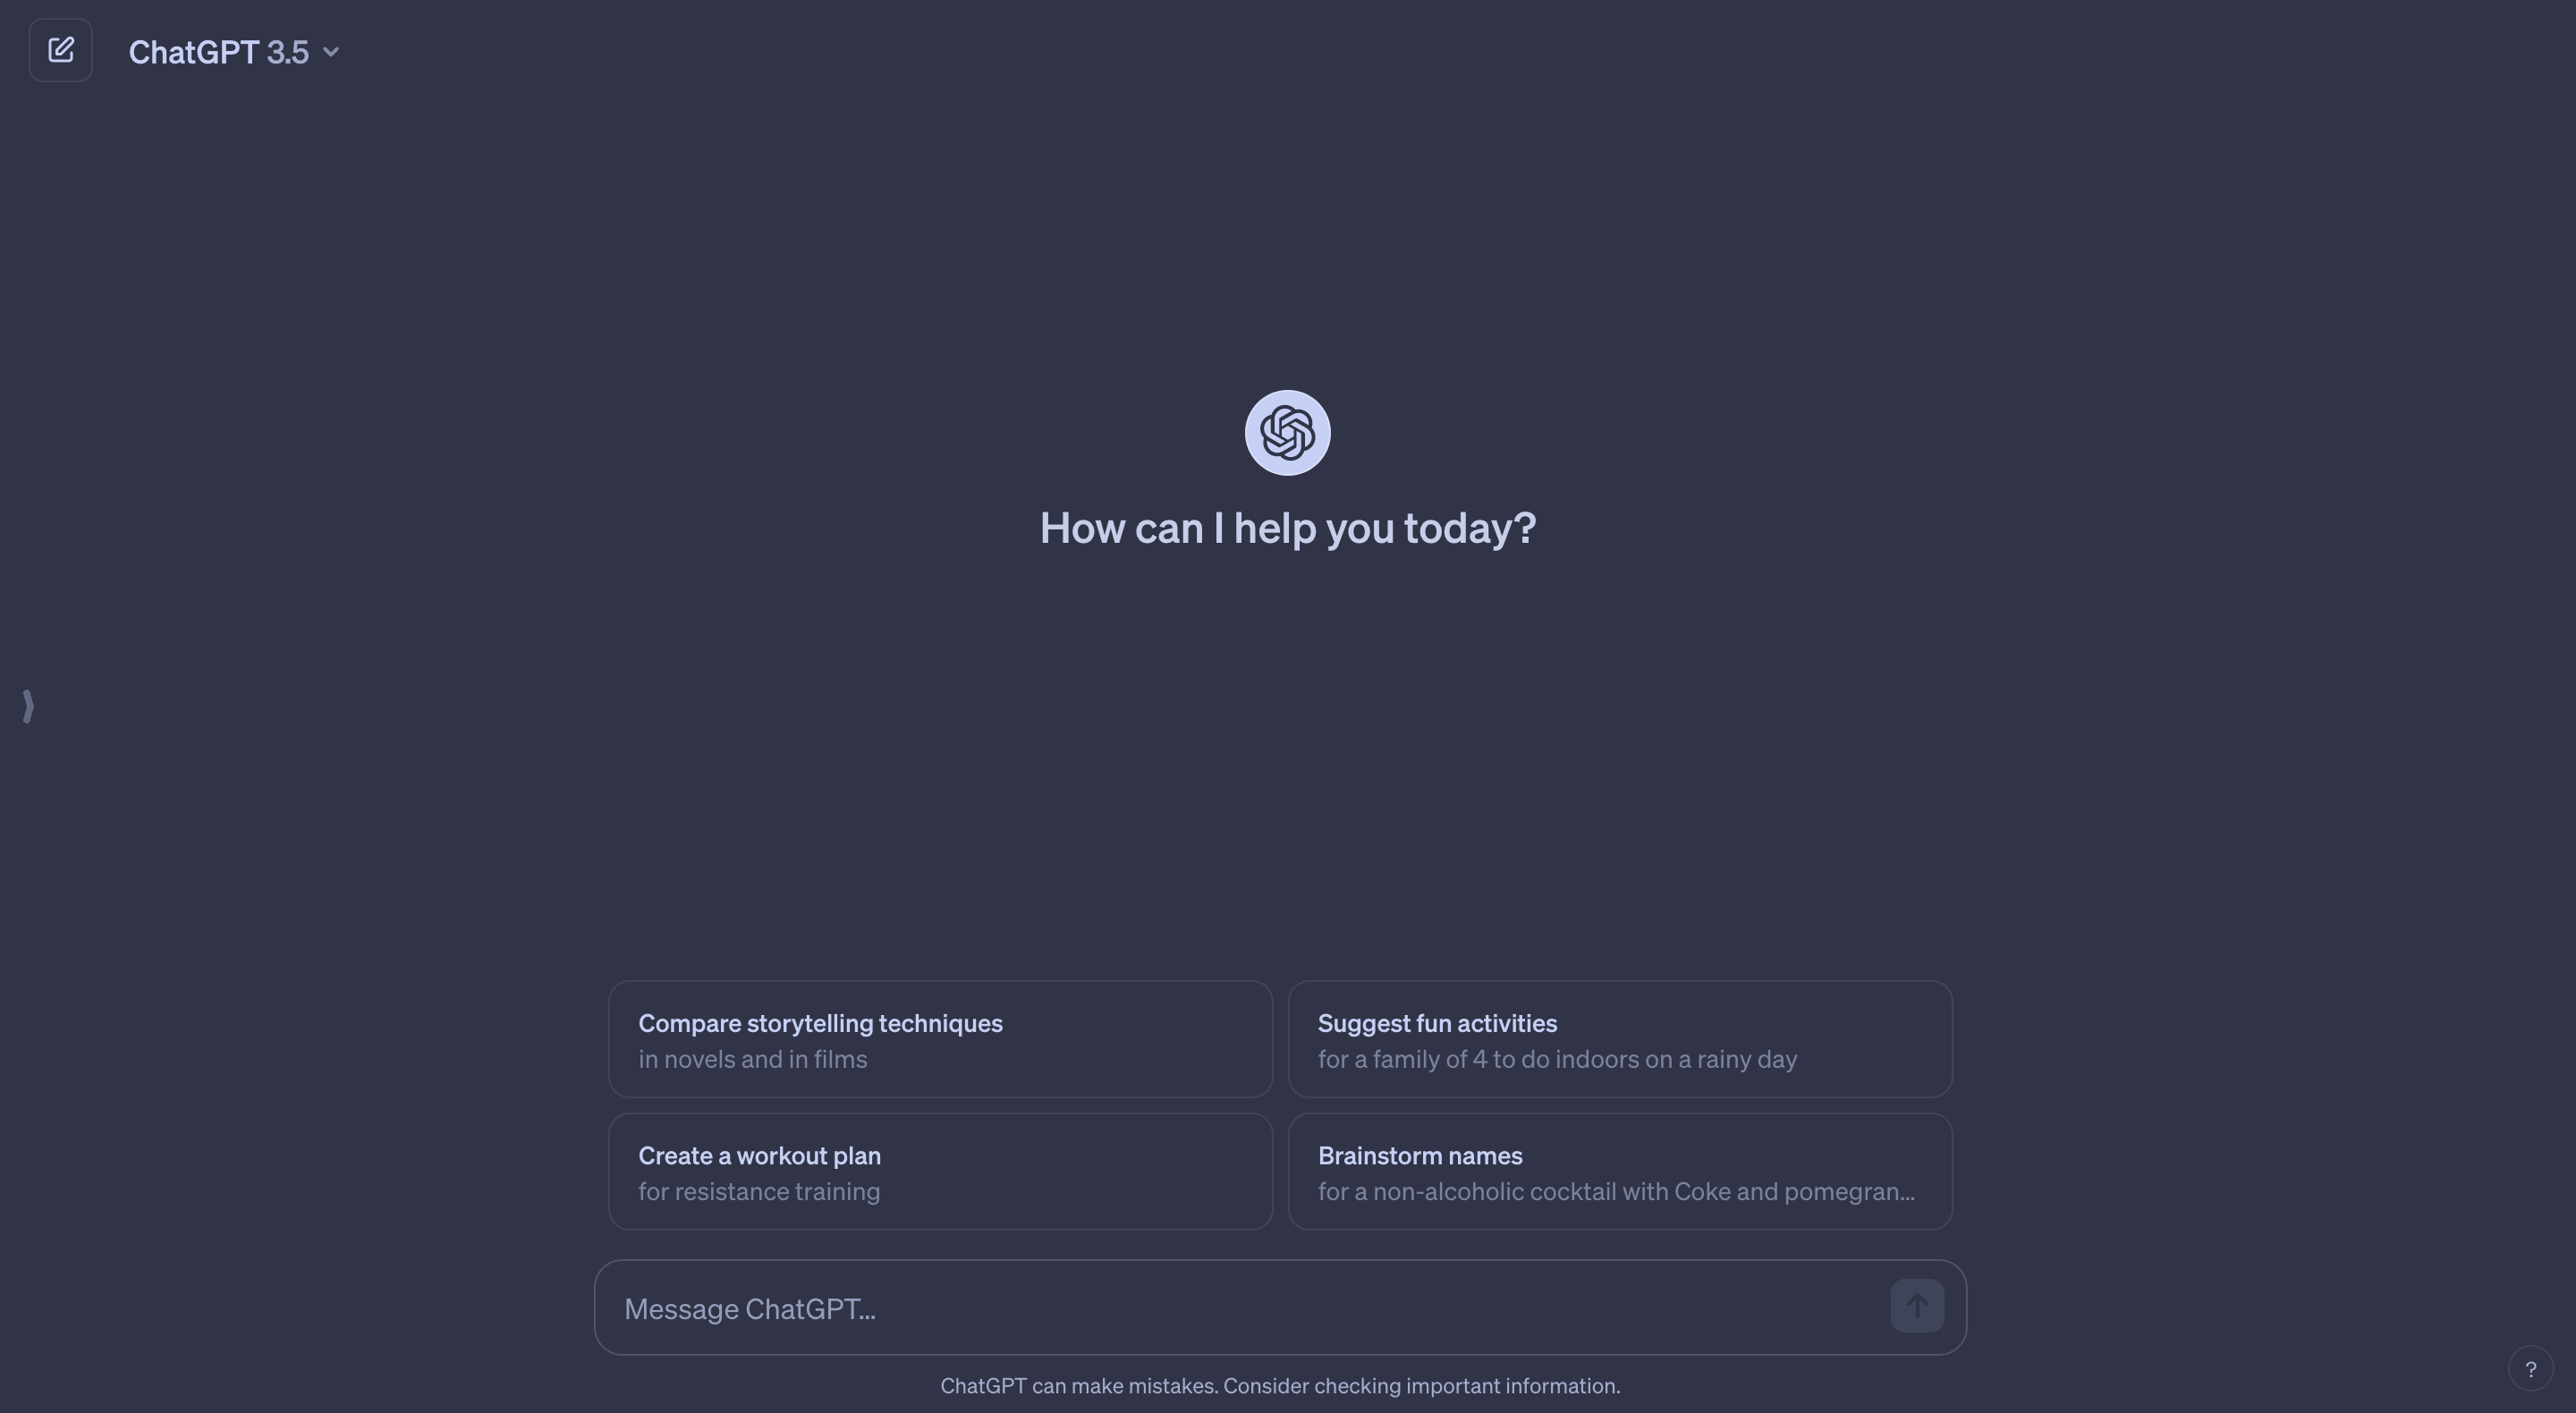 ChatGPT 3.5
How can I help you today?
Compare storytelling techniques
in novels and in films
Suggest fun activities
for a family of 4 to do indoors on a rainy day
Create a workout plan
for resistance training
Brainstorm names
for a non-alcoholic cocktail with Coke and pomegran...
Message ChatGPT...
ChatGPT can make mistakes. Consider checking important information.
?